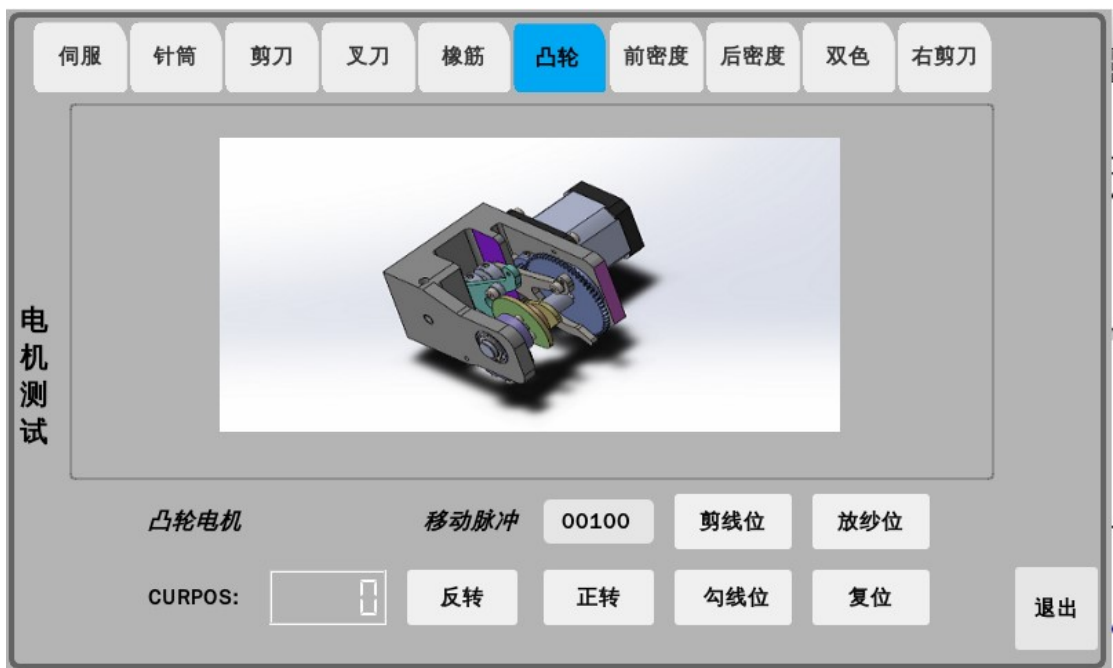 伺服 针筒 剪刀 叉刀 橡筋 凸轮 前密度 后密度 双色 右剪刀
电机测试
凸轮电机 移动脉冲 00100 剪线位 放纱位
CURPOS: 0 反转 正转 勾线位 复位
退出